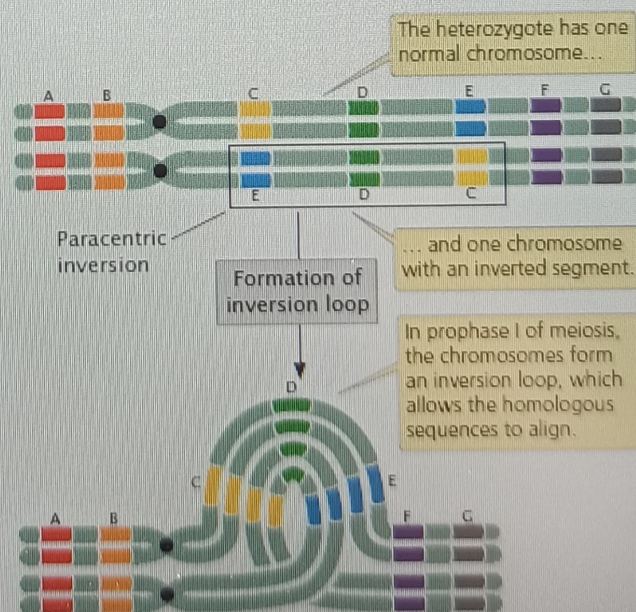 The heterozygote has one
normal chromosome...
A B C D E F G
E D C
Paracentric
inversion
... and one chromosome
with an inverted segment.
Formation of
inversion loop
In prophase I of meiosis,
the chromosomes form
an inversion loop, which
allows the homologous
sequences to align.
D
C E
A B F G